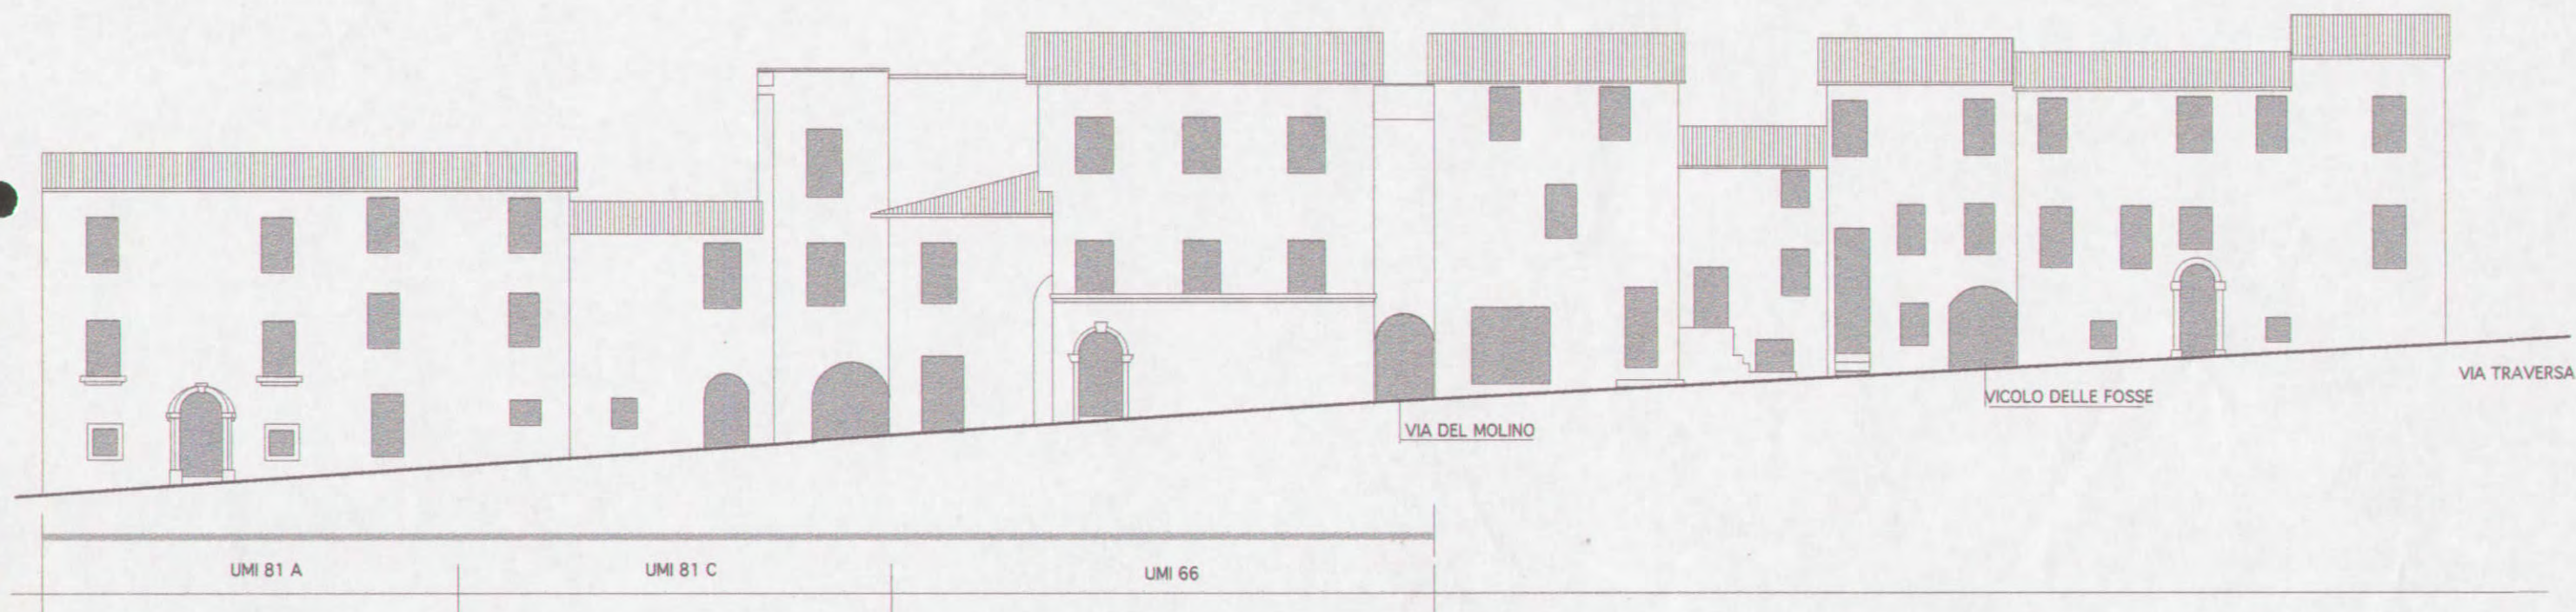 VIA TRAVERSA
VICOLO DELLE FOSSE
VIA DEL MOLINO
UMI 81 A
UMI 81 C
UMI 66